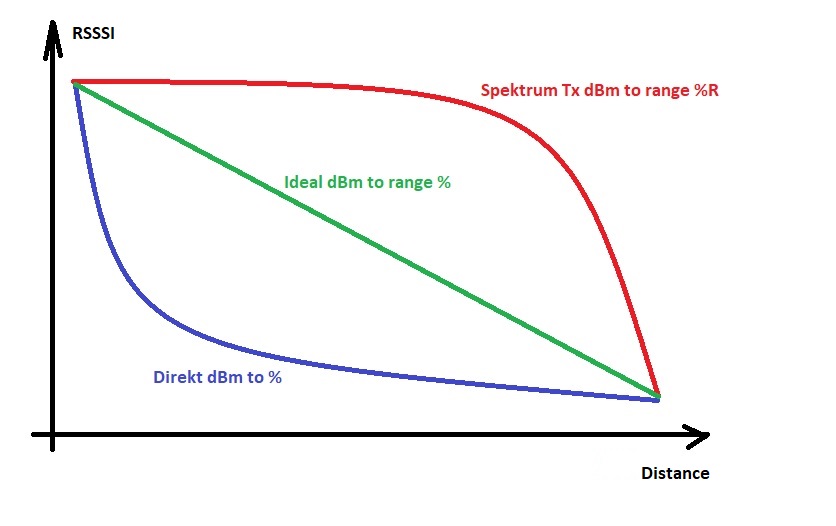 RSSSI
Spektrum Tx dBm to range %R
Ideal dBm to range %
Direkt dBm to %
Distance